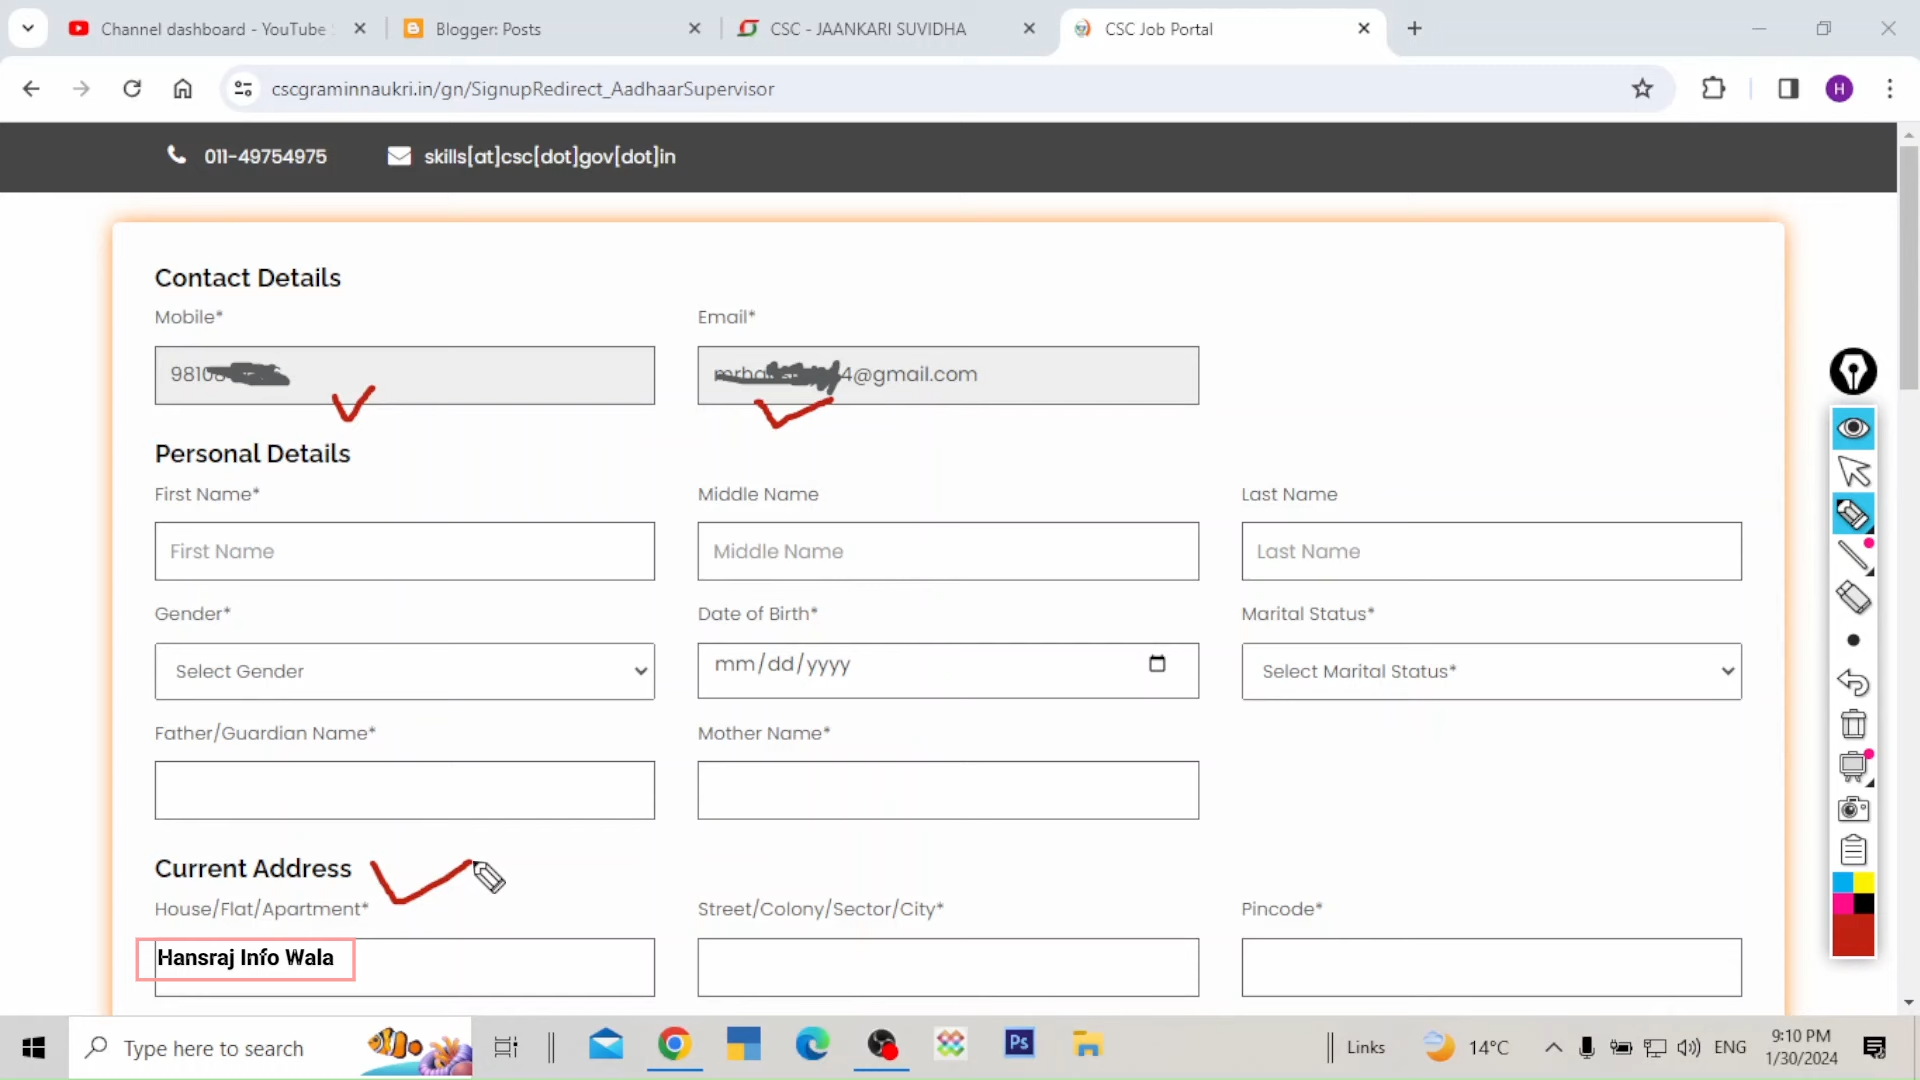 Channel dashboard - YouTube
Blogger: Posts
CSC - JAANKARI SUVIDHA
CSC Job Portal
cscgraminnaukri.in/gn/SignupRedirect_AadhaarSupervisor
H
011-49754975
skills[at]csc[dot]gov[dot]in
Contact Details
Mobile*
Email*
9810
4@gmail.com
Personal Details
First Name*
Middle Name
Last Name
First Name
Middle Name
Last Name
Gender*
Date of Birth*
Marital Status*
Select Gender
mm/dd/yyyy
Select Marital Status*
Father/Guardian Name*
Mother Name*
Current Address
House/Flat/Apartment*
Street/Colony/Sector/City*
Pincode*
Hansraj Info Wala
Type here to search
Ps
Links
14°C
ENG
9:10 PM
1/30/2024